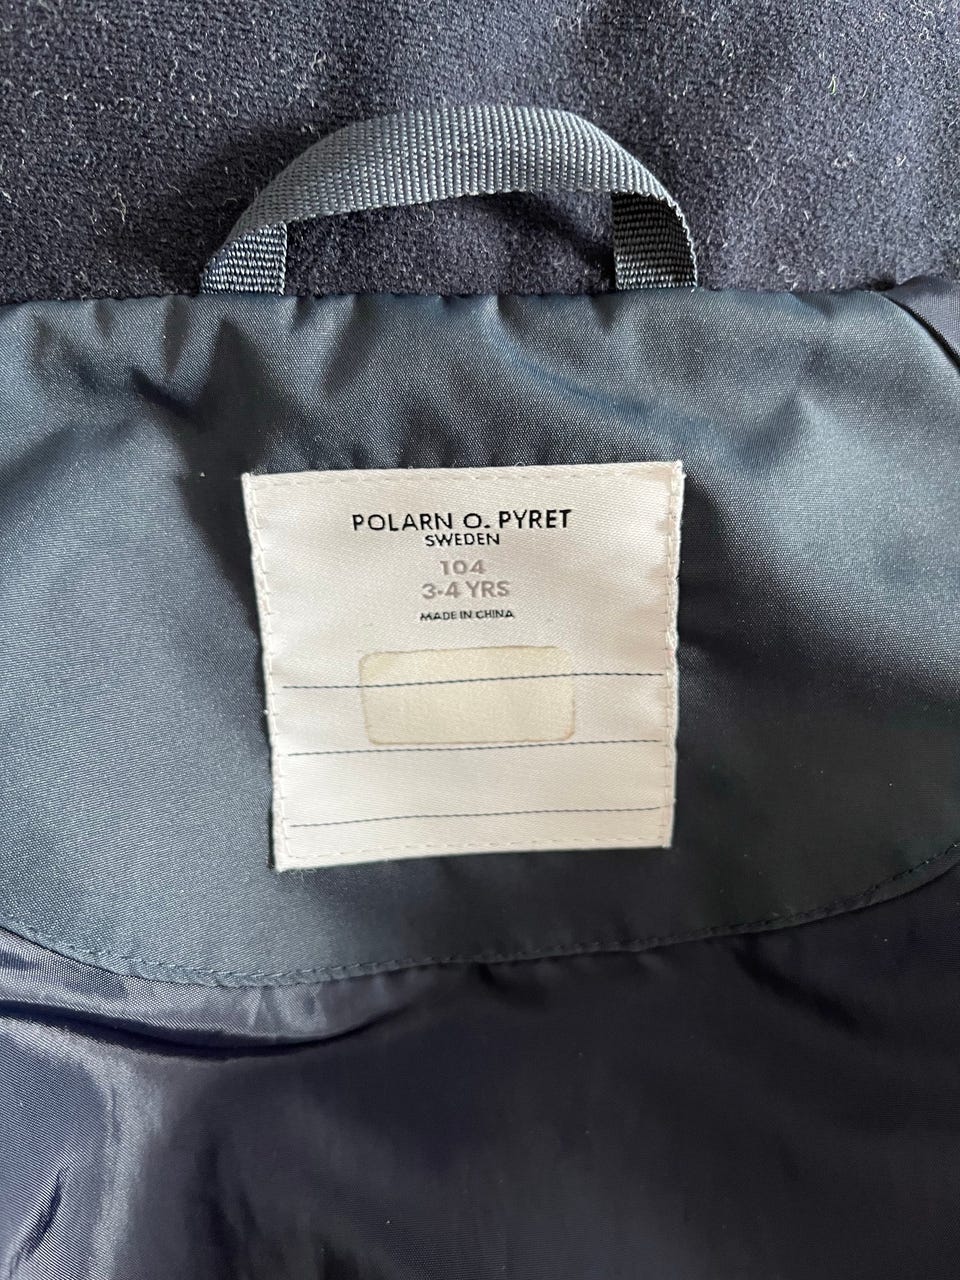 POLARN O. PYRET
SWEDEN
104
3-4 YRS
MADE IN CHINA